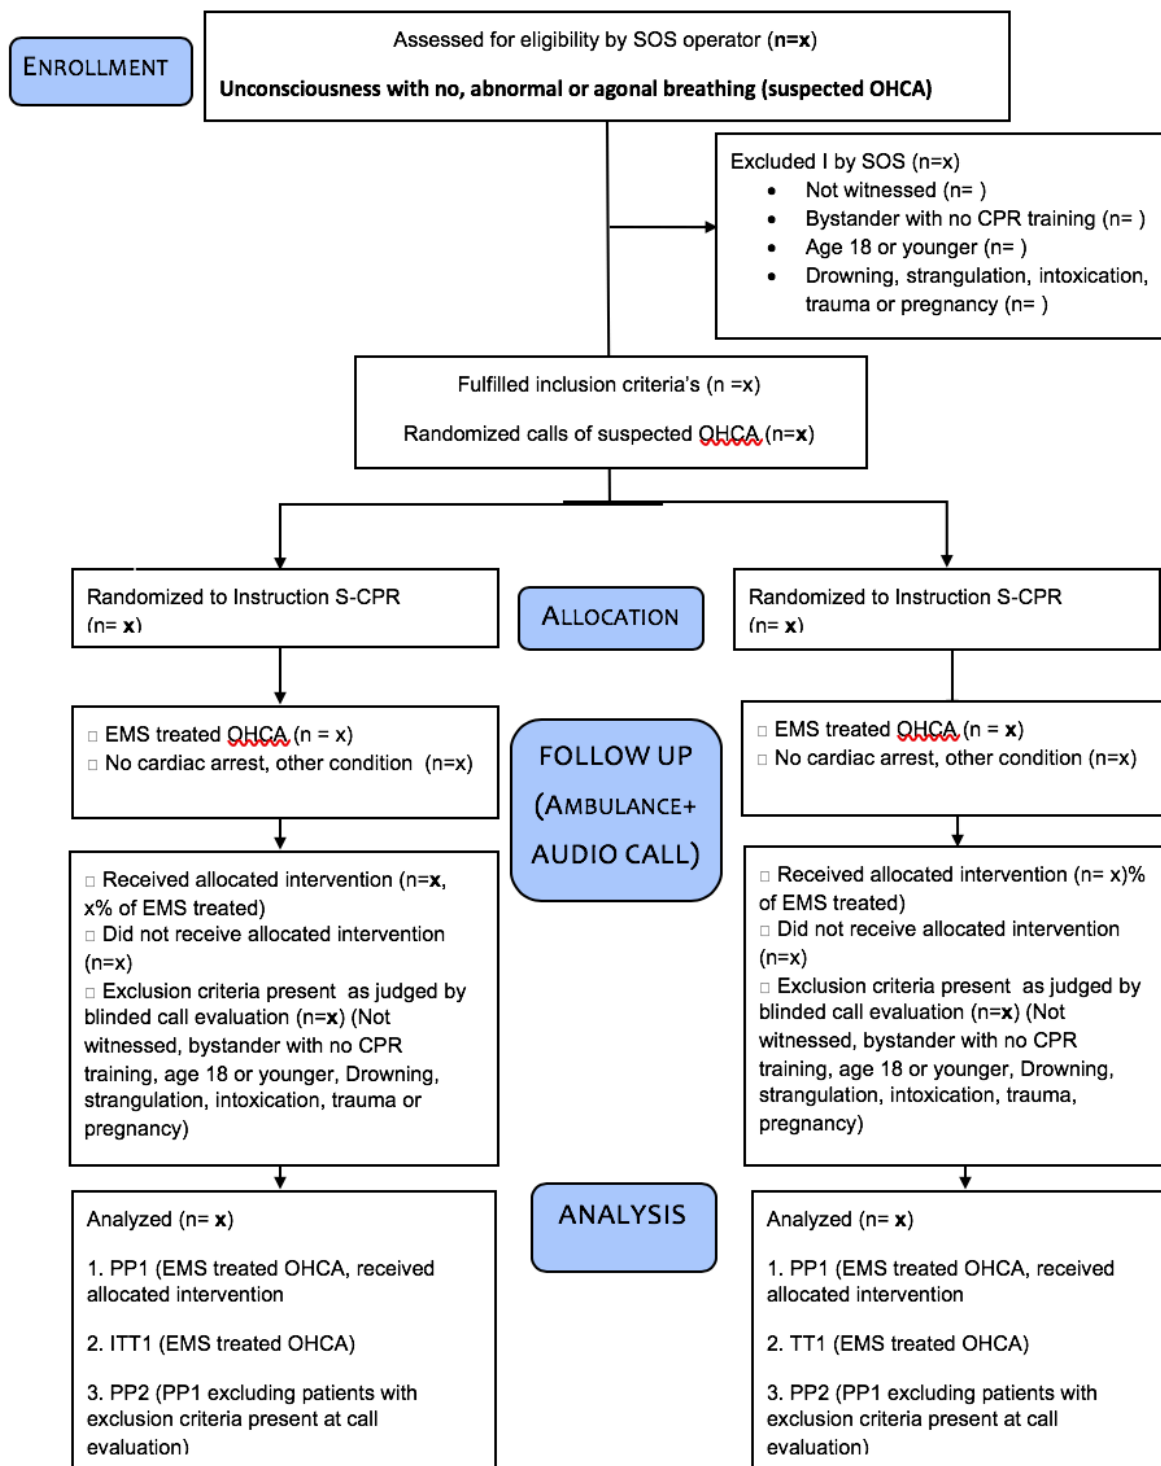 ENROLLMENT
Assessed for eligibility by SOS operator (n=x)
Unconsciousness with no, abnormal or agonal breathing (suspected OHCA)
Excluded I by SOS (n=x)
• Not witnessed (n= )
• Bystander with no CPR training (n= )
• Age 18 or younger (n= )
• Drowning, strangulation, intoxication,
trauma or pregnancy (n= )
Fulfilled inclusion criteria's (n =x)
Randomized calls of suspected OHCA (n=x)
Randomized to Instruction S-CPR
(n= x)
ALLOCATION
Randomized to Instruction S-CPR
(n= x)
□ EMS treated OHCA (n = x)
□ No cardiac arrest, other condition (n=x)
FOLLOW UP
(AMBULANCE+
AUDIO CALL)
□ EMS treated OHCA (n = x)
□ No cardiac arrest, other condition (n=x)
□ Received allocated intervention (n=x,
x% of EMS treated)
□ Did not receive allocated intervention
(n=x)
□ Exclusion criteria present as judged by
blinded call evaluation (n=x) (Not
witnessed, bystander with no CPR
training, age 18 or younger, Drowning,
strangulation, intoxication, trauma or
pregnancy)
□ Received allocated intervention (n= x)%
of EMS treated)
□ Did not receive allocated intervention
(n=x)
□ Exclusion criteria present as judged by
blinded call evaluation (n=x) (Not
witnessed, bystander with no CPR
training, age 18 or younger, Drowning,
strangulation, intoxication, trauma,
pregnancy)
Analyzed (n= x)
1. PP1 (EMS treated OHCA, received
allocated intervention
2. ITT1 (EMS treated OHCA)
3. PP2 (PP1 excluding patients with
exclusion criteria present at call
evaluation)
ANALYSIS
Analyzed (n= x)
1. PP1 (EMS treated OHCA, received
allocated intervention
2. TT1 (EMS treated OHCA)
3. PP2 (PP1 excluding patients with
exclusion criteria present at call
evaluation)